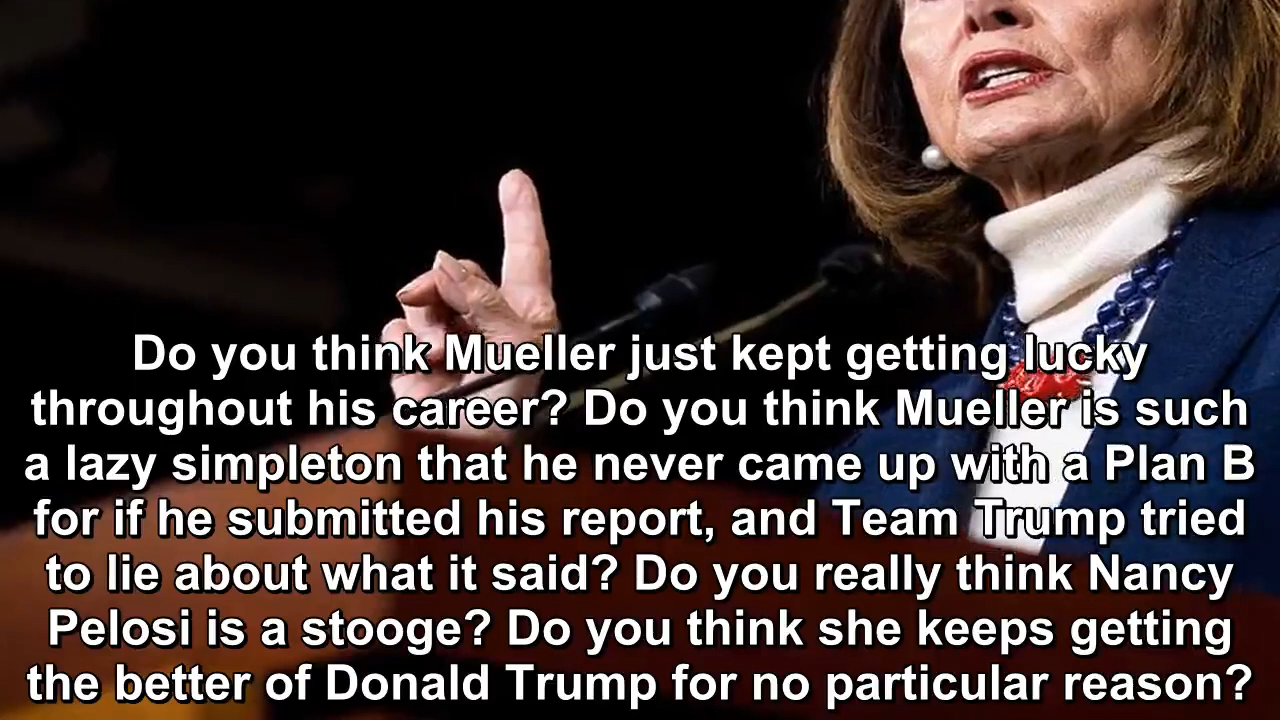 Do you think Mueller just kept getting lucky
throughout his career? Do you think Mueller is such
a lazy simpleton that he never came up with a Plan B
for if he submitted his report, and Team Trump tried
to lie about what it said? Do you really think Nancy
Pelosi is a stooge? Do you think she keeps getting
the better of Donald Trump for no particular reason?